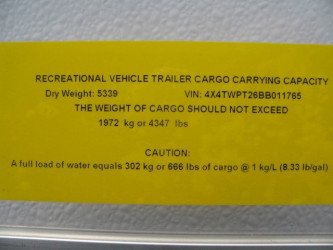 RECREATIONAL VEHICLE TRAILER CARGO CARRYING CAPACITY
Dry Weight: 5339 VIN: 4X4TWPT26BB011765
THE WEIGHT OF CARGO SHOULD NOT EXCEED
1972 kg or 4347 lbs
CAUTION:
A full load of water equals 302 kg or 666 lbs of cargo @ 1 kg/L (8.33 lb/gal)